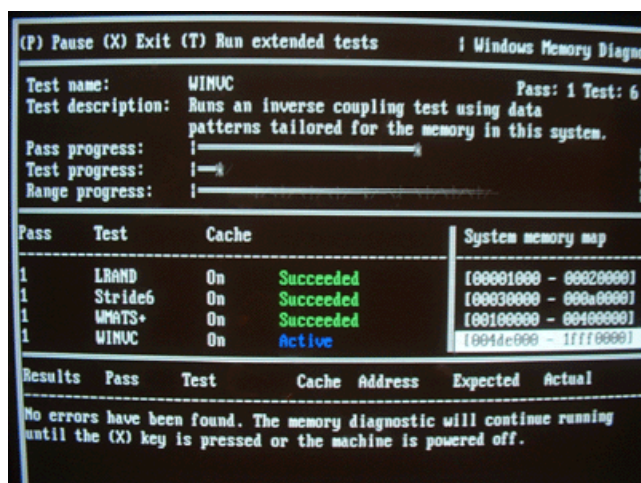 (P) Pause (X) Exit (T) Run extended tests | Windows Memory Diagno
Test name: WINVC Pass: 1 Test: 6
Test description: Runs an inverse coupling test using data
patterns tailored for the memory in this system.
Pass progress:
Test progress:
Range progress:
Pass Test Cache System memory map
1 LRAND On Succeeded [00001000 - 00020000]
1 Stride6 On Succeeded [00030000 - 000a0000]
1 WMATS+ On Succeeded [00100000 - 00400000]
1 WINVC On Active [004de000 - 1fff0000]
Results Pass Test Cache Address Expected Actual
No errors have been found. The memory diagnostic will continue running
until the (X) key is pressed or the machine is powered off.